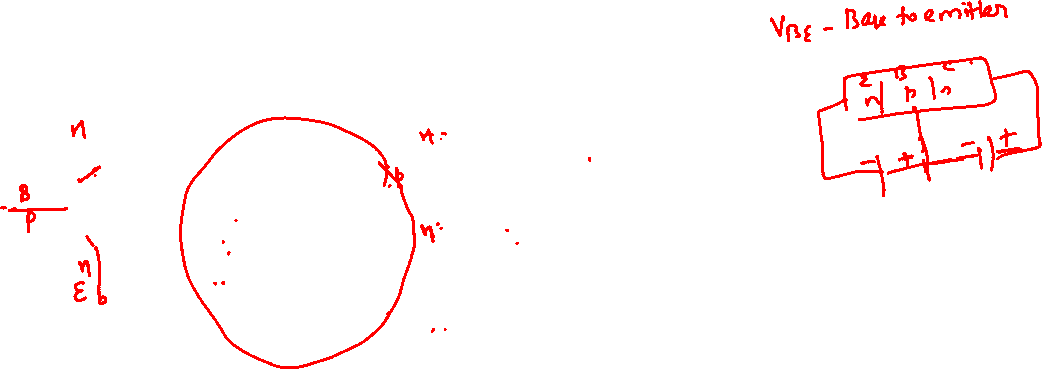 VBE - Base to emitter
E B C
n p n
- + - +
n
n:
p
B
p
n:
n
E